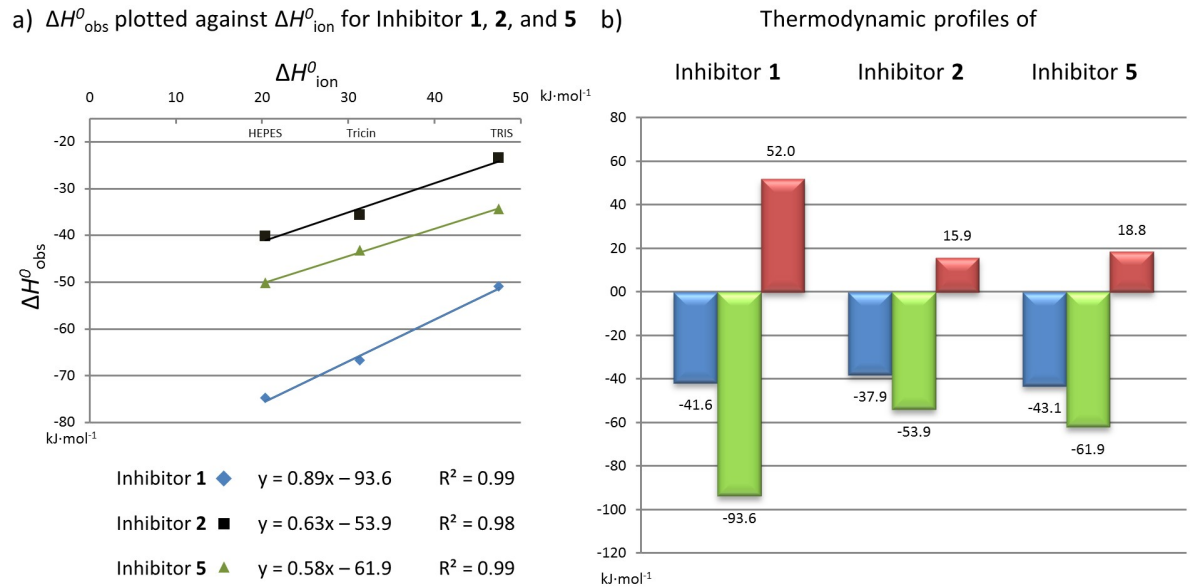 a) ΔH⁰obs plotted against ΔH⁰ion for Inhibitor 1, 2, and 5
ΔH⁰ion
0 10 20 30 40 50 kJ·mol⁻¹
HEPES Tricin TRIS
-20
-30
-40
-50
-60
-70
-80
ΔH⁰obs
kJ·mol⁻¹
Inhibitor 1 y = 0.89x – 93.6 R² = 0.99
Inhibitor 2 y = 0.63x – 53.9 R² = 0.98
Inhibitor 5 y = 0.58x – 61.9 R² = 0.99
b) Thermodynamic profiles of
Inhibitor 1 Inhibitor 2 Inhibitor 5
80
60
40
20
00
-20
-40
-60
-80
-100
-120
kJ·mol⁻¹
52.0
15.9
18.8
-41.6
-93.6
-37.9
-53.9
-43.1
-61.9